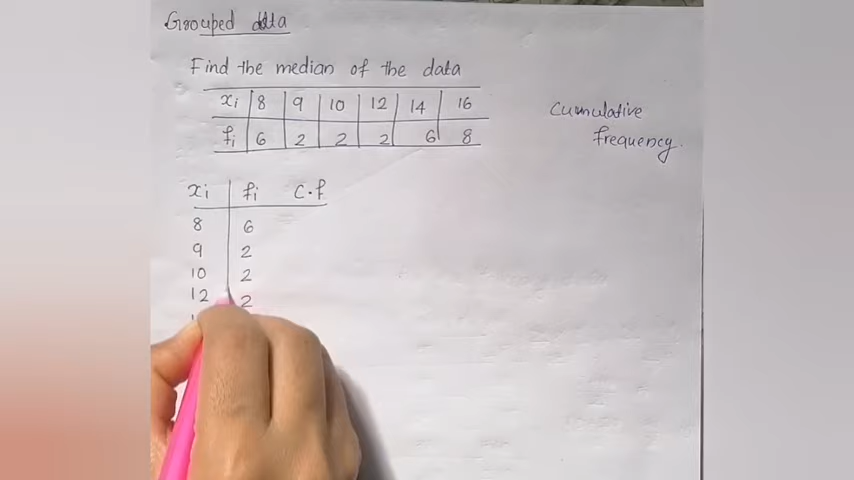 Grouped data
Find the median of the data
xi 8 9 10 12 14 16
fi 6 2 2 2 6 8
Cumulative
frequency.
xi fi C.f
8 6
9 2
10 2
12 2